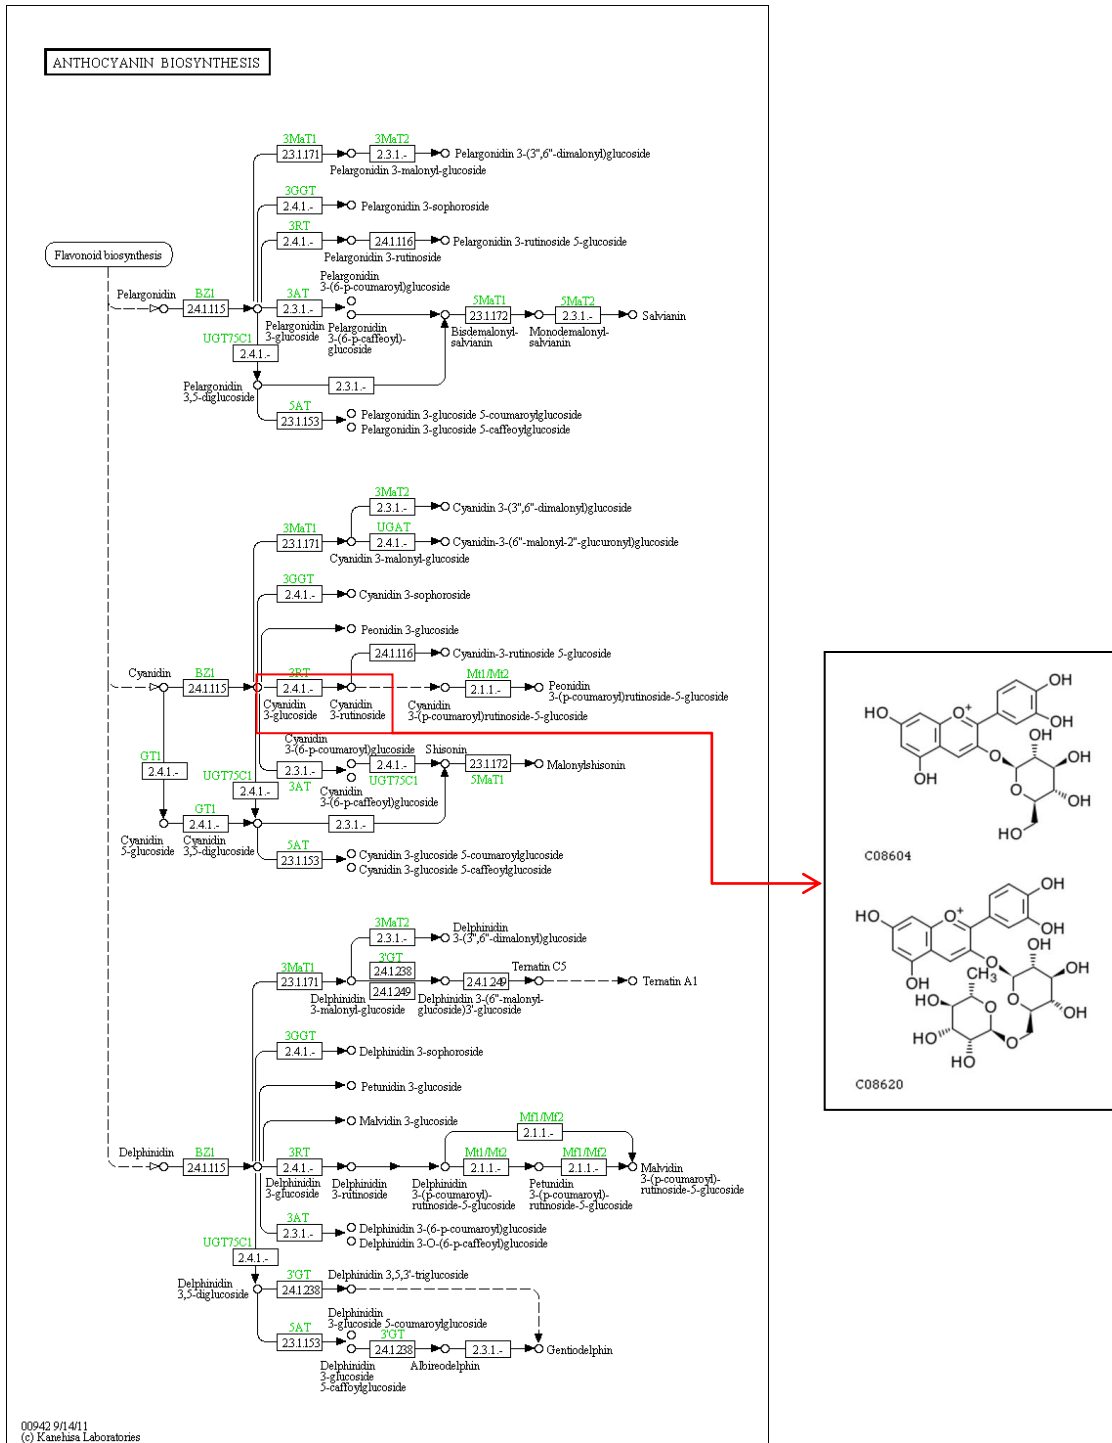 ANTHOCYANIN BIOSYNTHESIS
3MaT1
3MaT2
2.3.1.171
2.3.1.-
Pelargonidin 3-(3",6"-dimalonyl)glucoside
Pelargonidin 3-malonyl-glucoside
3GGT
2.4.1.-
Pelargonidin 3-sophoroside
3RT
2.4.1.-
2.4.1.116
Pelargonidin 3-rutinoside 5-glucoside
Pelargonidin 3-rutinoside
Flavonoid biosynthesis
Pelargonidin
3-(6-p-coumaroyl)glucoside
Pelargonidin
BZ1
2.4.1.115
3AT
2.3.1.-
5MaT1
2.3.1.172
5MaT2
2.3.1.-
Salvianin
Pelargonidin
3-glucoside
Pelargonidin
3-(6-p-caffeoyl)-
glucoside
Bisdemalonyl-
salvianin
Monodemalonyl-
salvianin
UGT75C1
2.4.1.-
Pelargonidin
3,5-diglucoside
2.3.1.-
5AT
2.3.1.153
Pelargonidin 3-glucoside 5-coumaroylglucoside
Pelargonidin 3-glucoside 5-caffeoylglucoside
3MaT2
2.3.1.-
Cyanidin 3-(3",6"-dimalonyl)glucoside
3MaT1
2.3.1.171
UGAT
2.4.1.-
Cyanidin-3-(6"-malonyl-2"-glucuronyl)glucoside
Cyanidin 3-malonyl-glucoside
3GGT
2.4.1.-
Cyanidin 3-sophoroside
Peonidin 3-glucoside
2.4.1.116
Cyanidin-3-rutinoside 5-glucoside
Cyanidin
BZ1
2.4.1.115
3RT
2.4.1.-
Mt1/Mt2
2.1.1.-
Peonidin
3-(p-coumaroyl)rutinoside-5-glucoside
Cyanidin
3-glucoside
Cyanidin
3-rutinoside
Cyanidin
3-(p-coumaroyl)rutinoside-5-glucoside
Cyanidin
3-(6-p-coumaroyl)glucoside
Shisonin
GT1
2.4.1.-
UGT75C1
2.4.1.-
2.3.1.-
3AT
2.4.1.-
UGT75C1
2.3.1.172
5MaT1
Malonylshisonin
Cyanidin
3-(6-p-caffeoyl)glucoside
GT1
2.4.1.-
2.3.1.-
Cyanidin
5-glucoside
Cyanidin
3,5-diglucoside
5AT
2.3.1.153
Cyanidin 3-glucoside 5-coumaroylglucoside
Cyanidin 3-glucoside 5-caffeoylglucoside
3MaT2
2.3.1.-
Delphinidin
3-(3",6"-dimalonyl)glucoside
3MaT1
2.3.1.171
3'GT
2.4.1.238
2.4.1.249
2.4.1.249
Ternatin C5
Ternatin A1
Delphinidin
3-malonyl-glucoside
Delphinidin 3-(6"-malonyl-
glucoside)3'-glucoside
3GGT
2.4.1.-
Delphinidin 3-sophoroside
Petunidin 3-glucoside
Malvidin 3-glucoside
Mf1/Mf2
2.1.1.-
Delphinidin
BZ1
2.4.1.115
3RT
2.4.1.-
Mt1/Mt2
2.1.1.-
Mf1/Mf2
2.1.1.-
Malvidin
3-(p-coumaroyl)-
rutinoside-5-glucoside
Delphinidin
3-glucoside
Delphinidin
3-rutinoside
Delphinidin
3-(p-coumaroyl)-
rutinoside-5-glucoside
Petunidin
3-(p-coumaroyl)-
rutinoside-5-glucoside
3AT
2.3.1.-
Delphinidin 3-(6-p-coumaroyl)glucoside
Delphinidin 3-O-(6-p-caffeoyl)glucoside
UGT75C1
2.4.1.-
Delphinidin
3,5-diglucoside
3'GT
2.4.1.238
Delphinidin 3,5,3'-triglucoside
Delphinidin
3-glucoside 5-coumaroylglucoside
5AT
2.3.1.153
3'GT
2.4.1.238
2.3.1.-
Gentiodelphin
Delphinidin
3-glucoside
5-caffoylglucoside
Albireodelphin
00942 9/14/11
(c) Kanehisa Laboratories
OH
HO
O+
OH
OH
HO
O
OH
OH
O
OH
HO
C08604
OH
HO
O+
OH
HO
O
OH
OH
CH3
O
HO
O
OH
HO
O
OH
HO
C08620